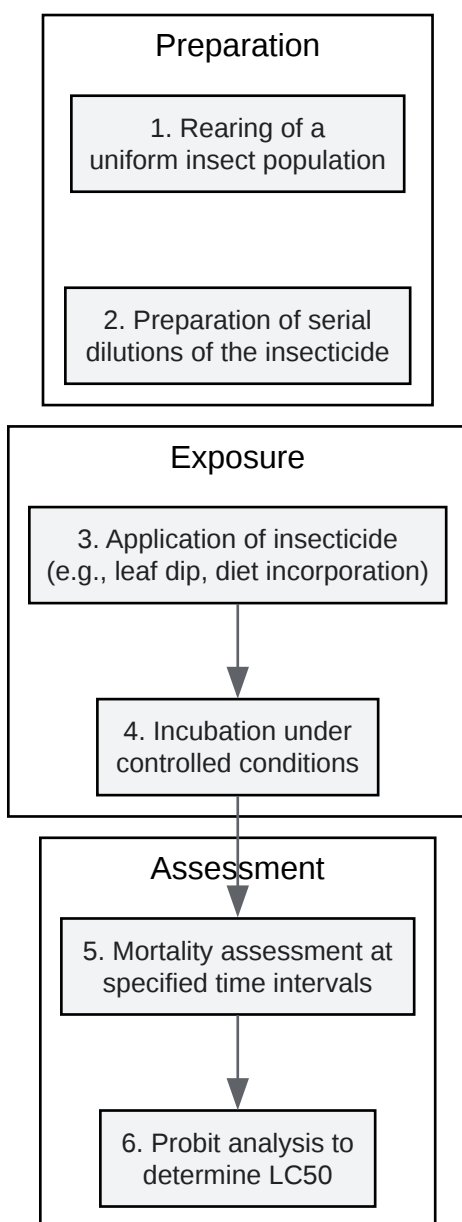 Preparation
1. Rearing of a
uniform insect population
2. Preparation of serial
dilutions of the insecticide
Exposure
3. Application of insecticide
(e.g., leaf dip, diet incorporation)
4. Incubation under
controlled conditions
Assessment
5. Mortality assessment at
specified time intervals
6. Probit analysis to
determine LC50